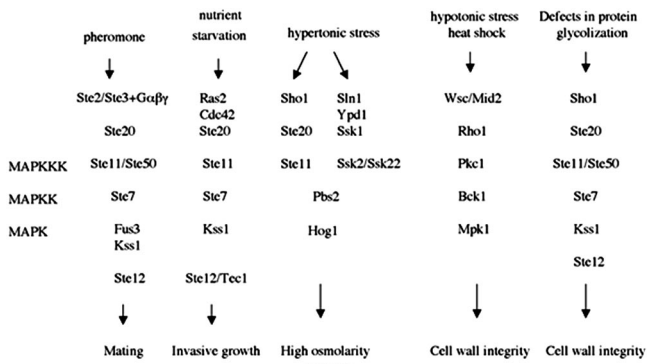 pheromone
nutrient
starvation
hypertonic stress
hypotonic stress
heat shock
Defects in protein
glycolization
Ste2/Ste3+Gαβγ Ras2 Sho1 Sln1 Wsc/Mid2 Sho1
Cdc42 Ypd1
Ste20 Ste20 Ste20 Ssk1 Rho1 Ste20
MAPKKK Ste11/Ste50 Ste11 Ste11 Ssk2/Ssk22 Pkc1 Ste11/Ste50
MAPKK Ste7 Ste7 Pbs2 Bck1 Ste7
MAPK Fus3 Kss1 Hog1 Mpk1 Kss1
Kss1
Ste12
Ste12 Ste12/Tec1
Mating Invasive growth High osmolarity Cell wall integrity Cell wall integrity